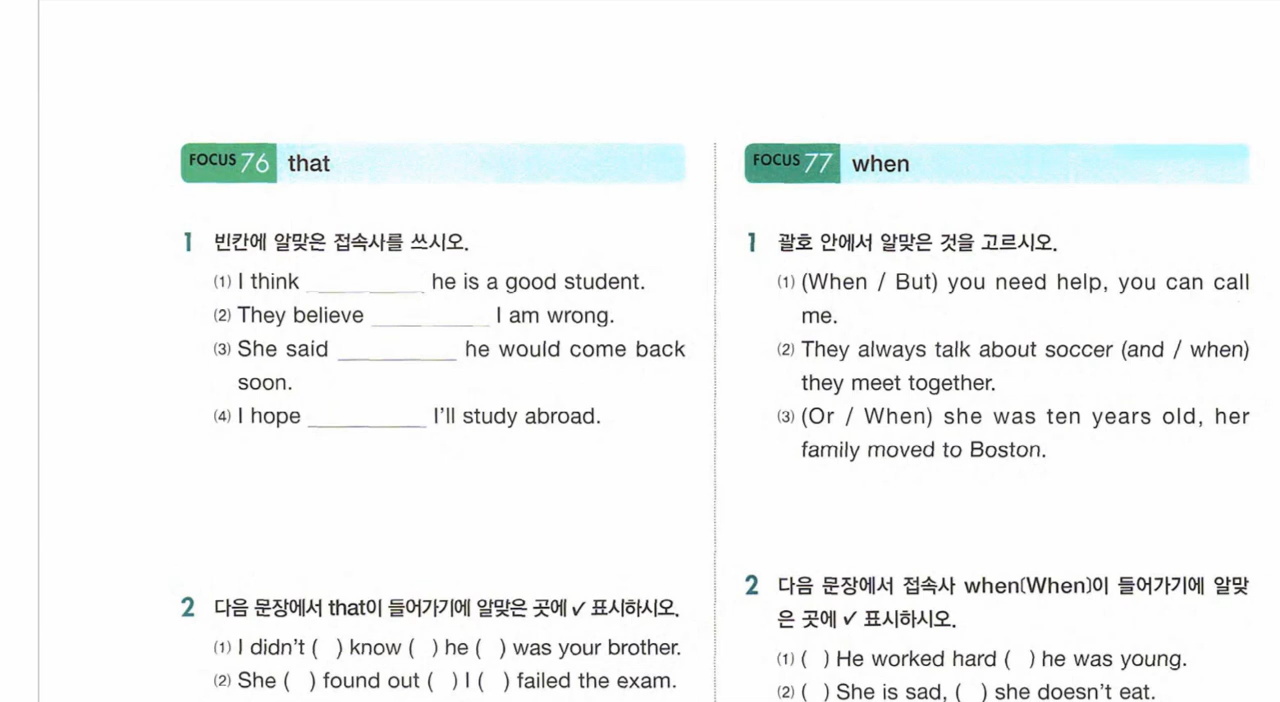 FOCUS 76 that
1 빈칸에 알맞은 접속사를 쓰시오.
(1) I think __________ he is a good student.
(2) They believe __________ I am wrong.
(3) She said __________ he would come back
soon.
(4) I hope __________ I'll study abroad.
2 다음 문장에서 that이 들어가기에 알맞은 곳에 ✓ 표시하시오.
(1) I didn't ( ) know ( ) he ( ) was your brother.
(2) She ( ) found out ( ) I ( ) failed the exam.
FOCUS 77 when
1 괄호 안에서 알맞은 것을 고르시오.
(1) (When / But) you need help, you can call
me.
(2) They always talk about soccer (and / when)
they meet together.
(3) (Or / When) she was ten years old, her
family moved to Boston.
2 다음 문장에서 접속사 when(When)이 들어가기에 알맞
은 곳에 ✓ 표시하시오.
(1) ( ) He worked hard ( ) he was young.
(2) ( ) She is sad, ( ) she doesn't eat.